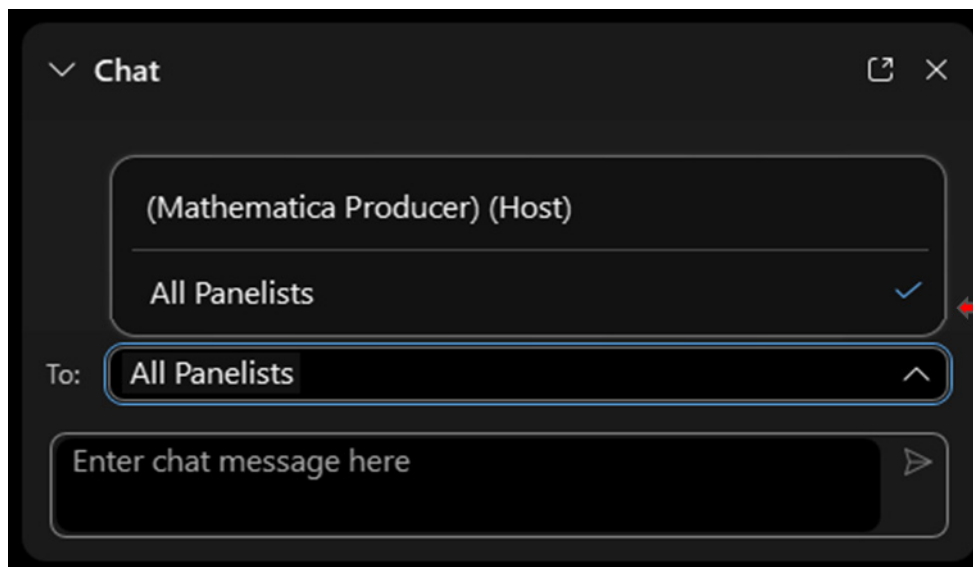 Chat
(Mathematica Producer) (Host)
All Panelists
To: All Panelists
Enter chat message here